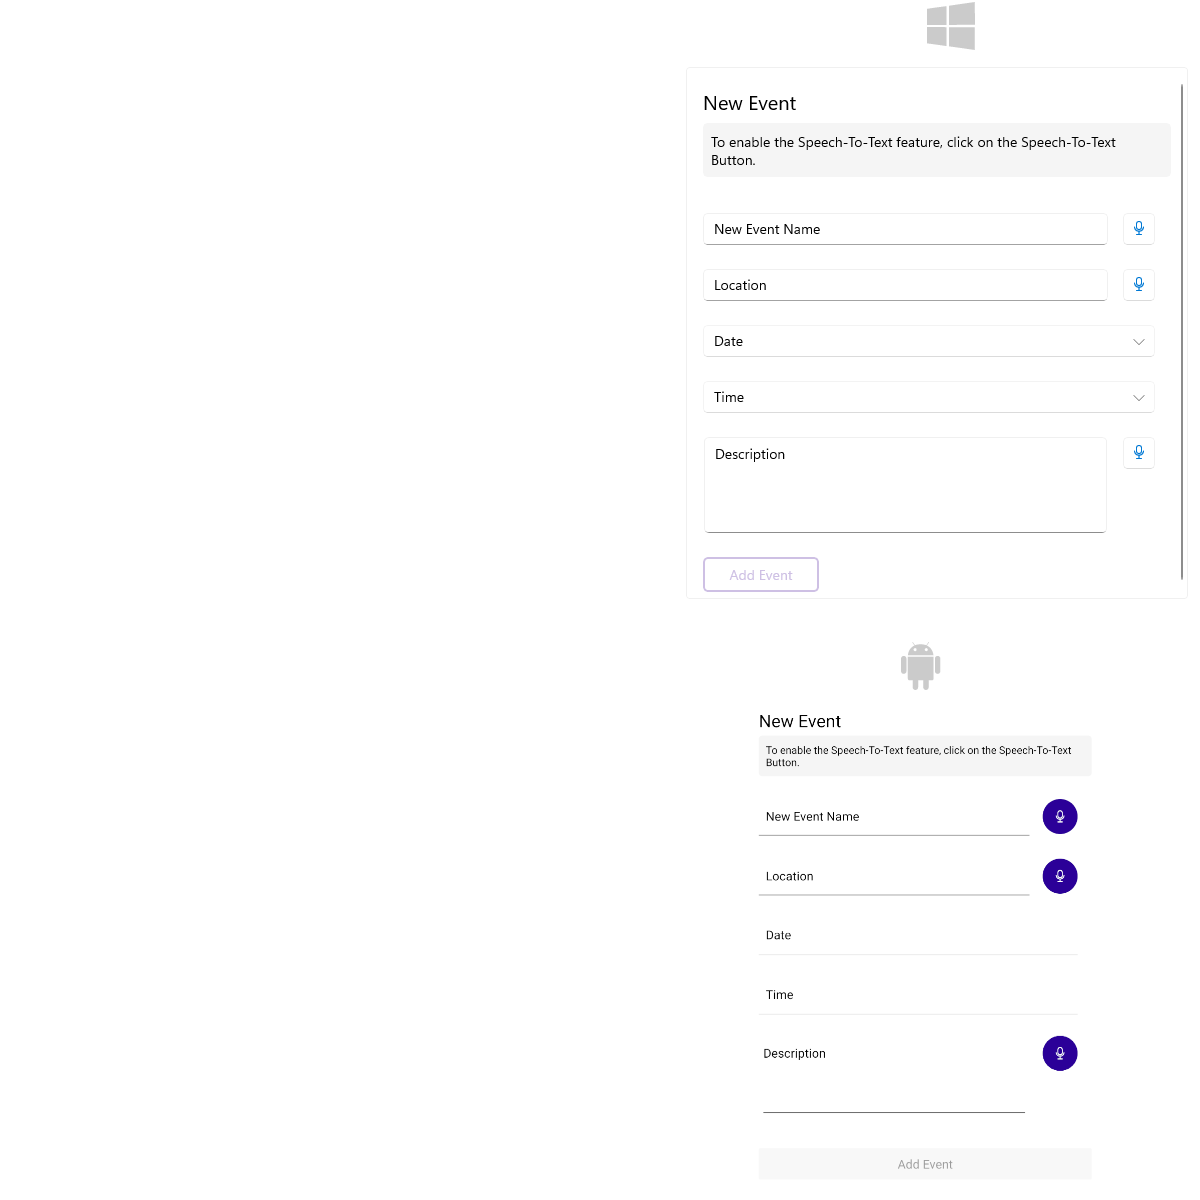 New Event
To enable the Speech-To-Text feature, click on the Speech-To-Text
Button.
New Event Name
Location
Date
Time
Description
Add Event
New Event
To enable the Speech-To-Text feature, click on the Speech-To-Text
Button.
New Event Name
Location
Date
Time
Description
Add Event